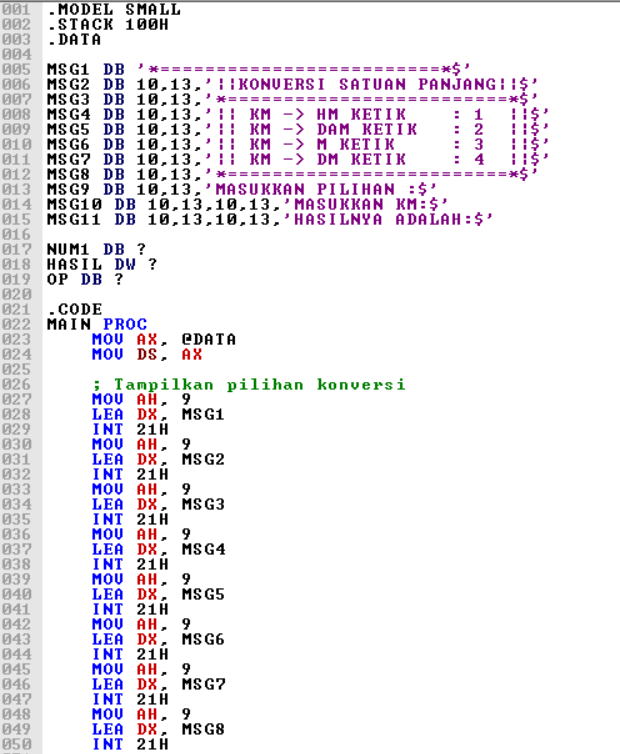 001 .MODEL SMALL
002 .STACK 100H
003 .DATA
004
005 MSG1 DB '*=========================*$'
006 MSG2 DB 10,13,'||KONVERSI SATUAN PANJANG||$'
007 MSG3 DB 10,13,'*=========================*$'
008 MSG4 DB 10,13,'|| KM -> HM KETIK    : 1  ||$'
009 MSG5 DB 10,13,'|| KM -> DAM KETIK   : 2  ||$'
010 MSG6 DB 10,13,'|| KM -> M KETIK     : 3  ||$'
011 MSG7 DB 10,13,'|| KM -> DM KETIK    : 4  ||$'
012 MSG8 DB 10,13,'*=========================*$'
013 MSG9 DB 10,13,'MASUKKAN PILIHAN :$'
014 MSG10 DB 10,13,10,13,'MASUKKAN KM:$'
015 MSG11 DB 10,13,10,13,'HASILNYA ADALAH:$'
016
017 NUM1 DB ?
018 HASIL DW ?
019 OP DB ?
020
021 .CODE
022 MAIN PROC
023     MOV AX, @DATA
024     MOV DS, AX
025
026     ; Tampilkan pilihan konversi
027     MOV AH, 9
028     LEA DX, MSG1
029     INT 21H
030     MOV AH, 9
031     LEA DX, MSG2
032     INT 21H
033     MOV AH, 9
034     LEA DX, MSG3
035     INT 21H
036     MOV AH, 9
037     LEA DX, MSG4
038     INT 21H
039     MOV AH, 9
040     LEA DX, MSG5
041     INT 21H
042     MOV AH, 9
043     LEA DX, MSG6
044     INT 21H
045     MOV AH, 9
046     LEA DX, MSG7
047     INT 21H
048     MOV AH, 9
049     LEA DX, MSG8
050     INT 21H